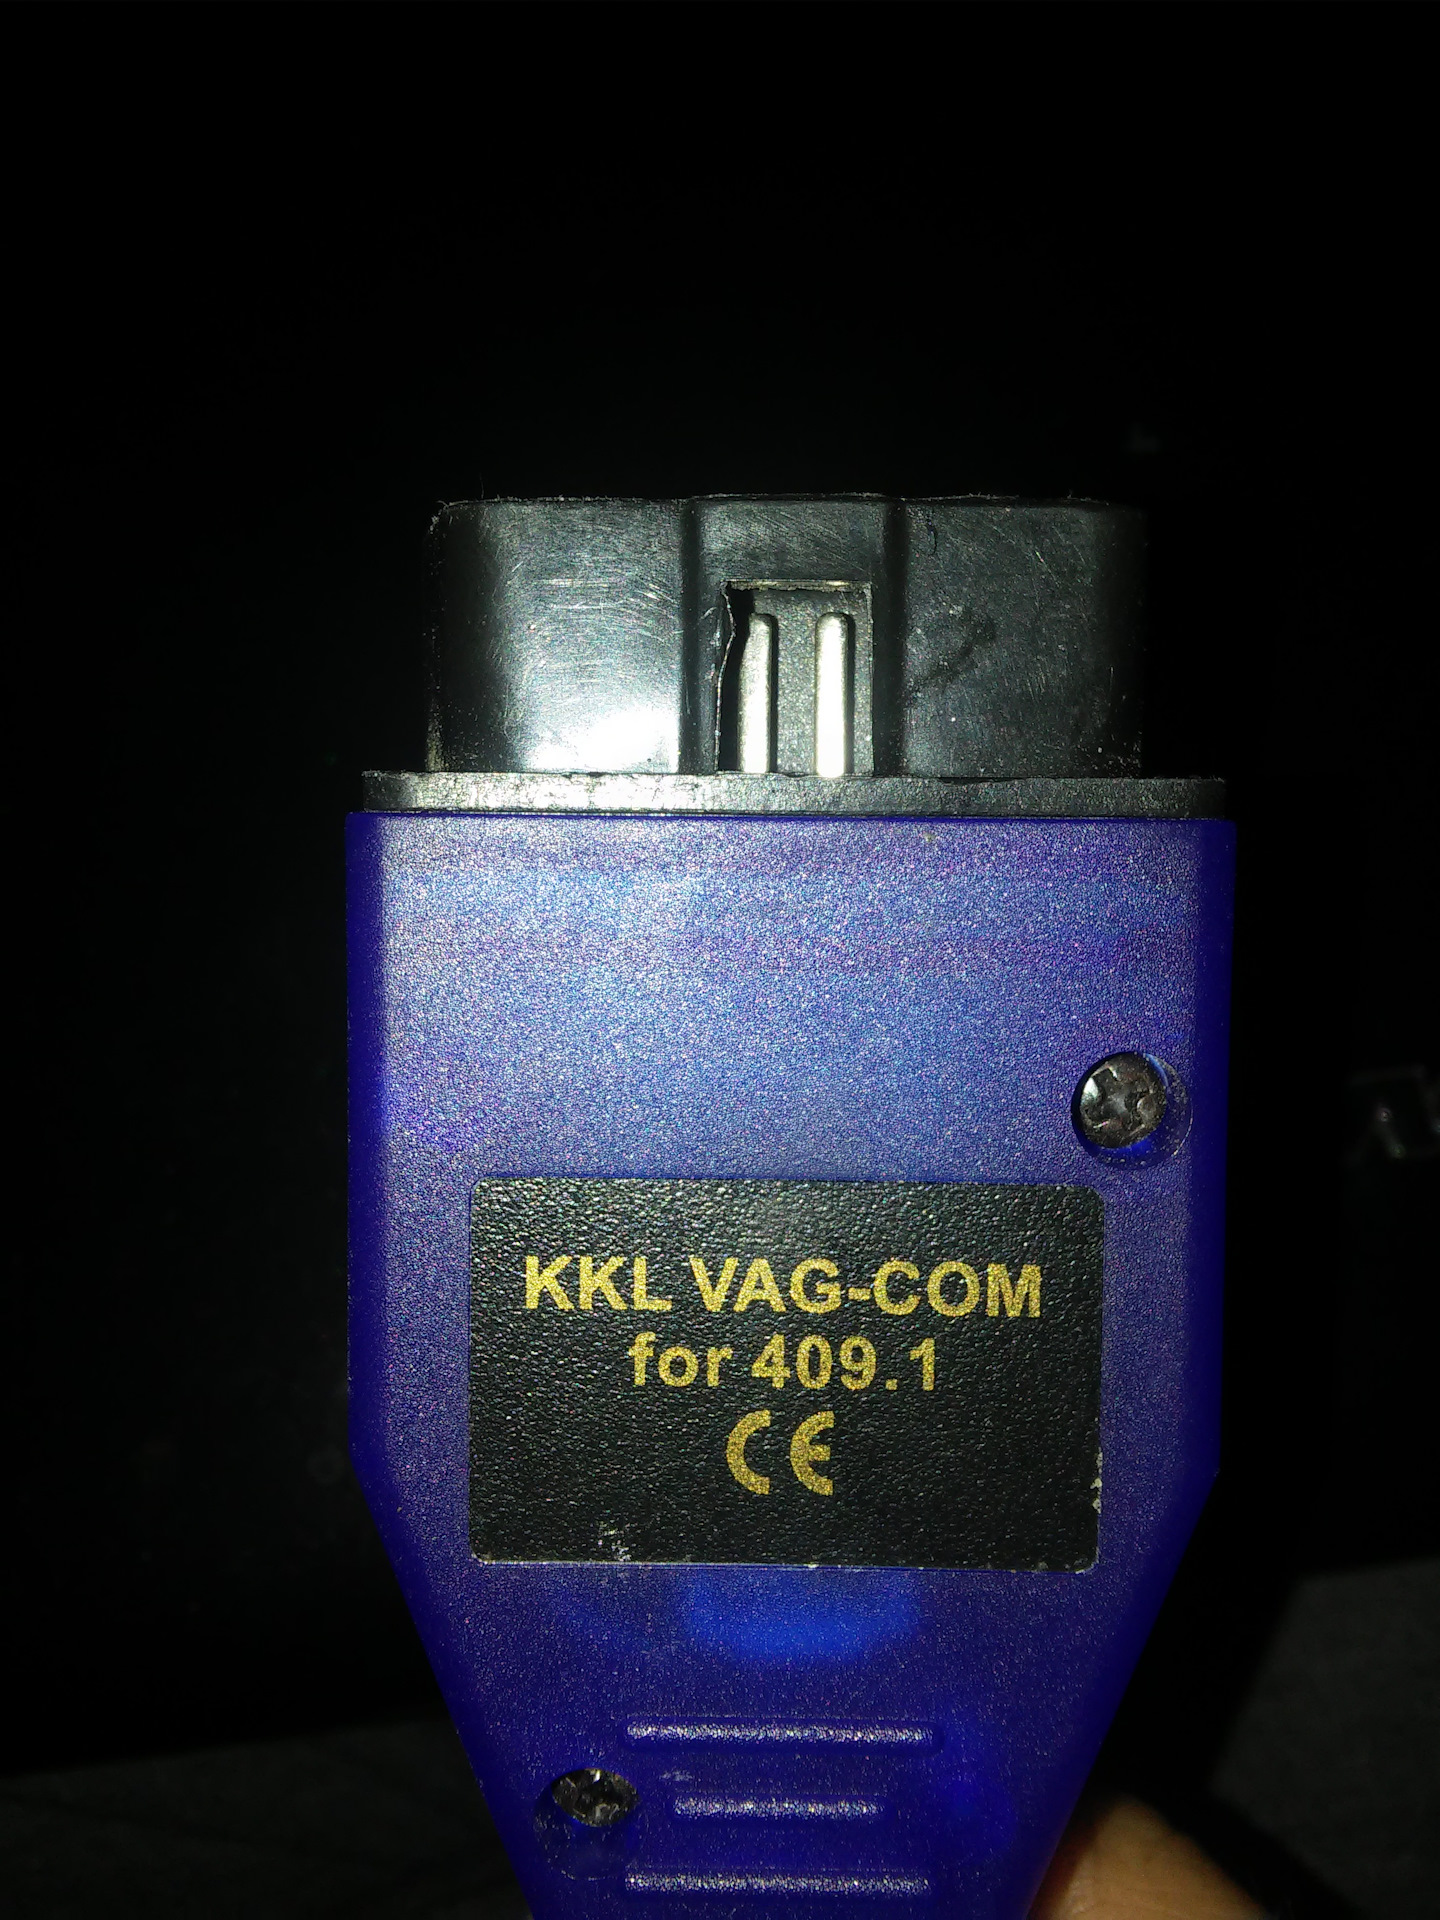 KKL VAG-COM
for 409.1
CE